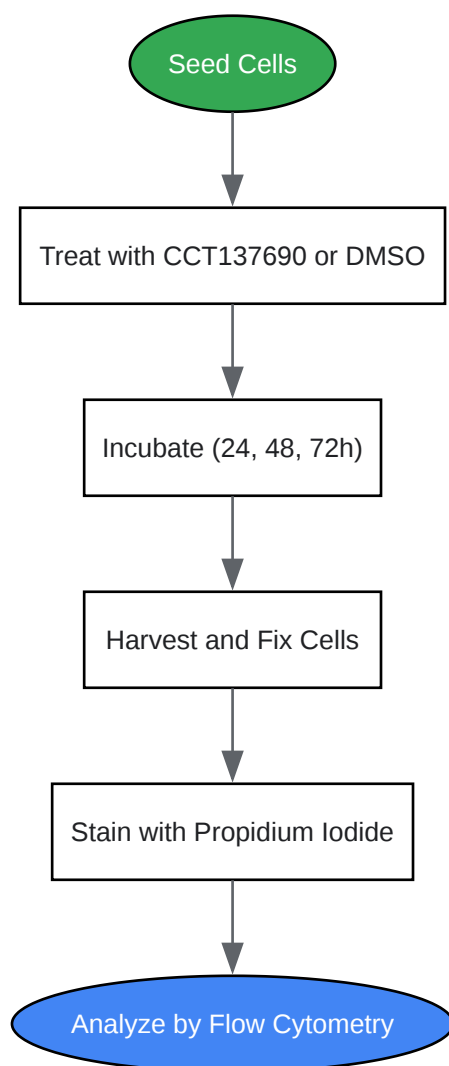 Seed Cells
Treat with CCT137690 or DMSO
Incubate (24, 48, 72h)
Harvest and Fix Cells
Stain with Propidium Iodide
Analyze by Flow Cytometry